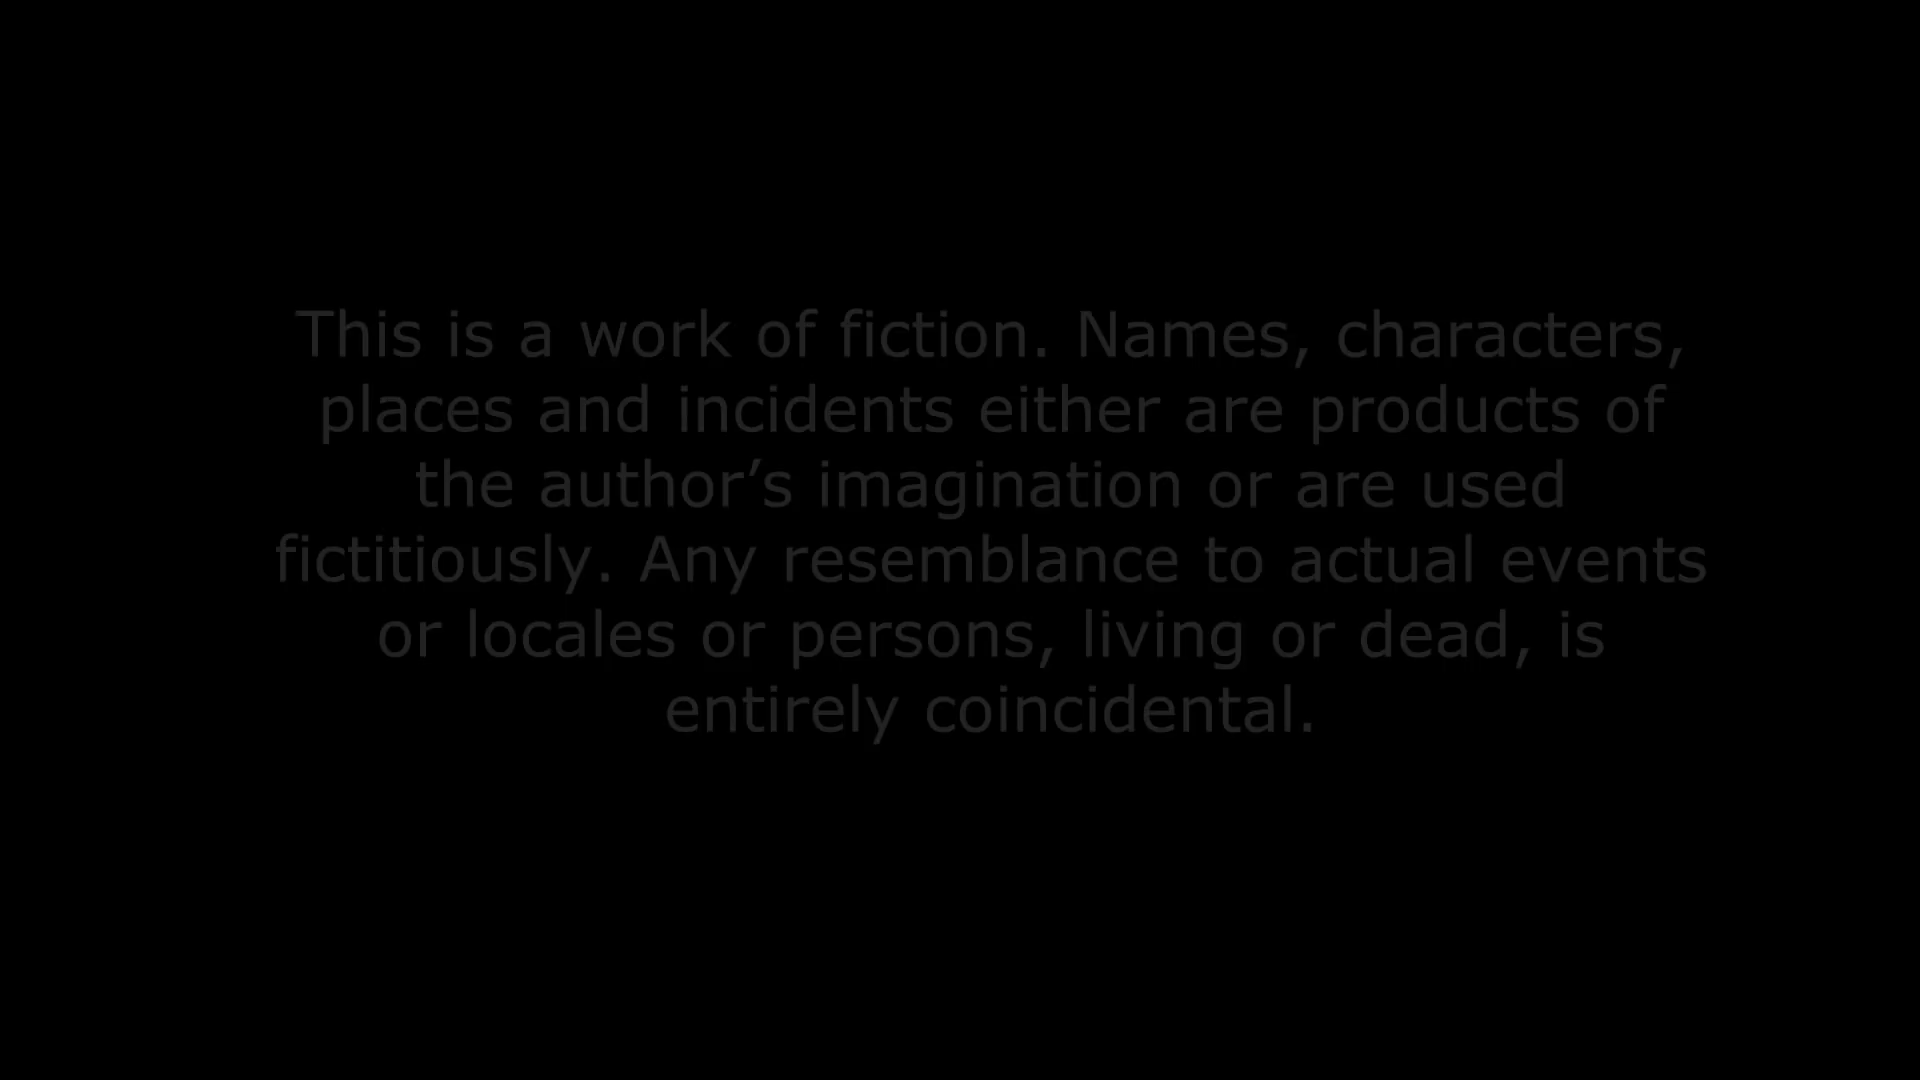 This is a work of fiction. Names, characters,
places and incidents either are products of
the author’s imagination or are used
fictitiously. Any resemblance to actual events
or locales or persons, living or dead, is
entirely coincidental.